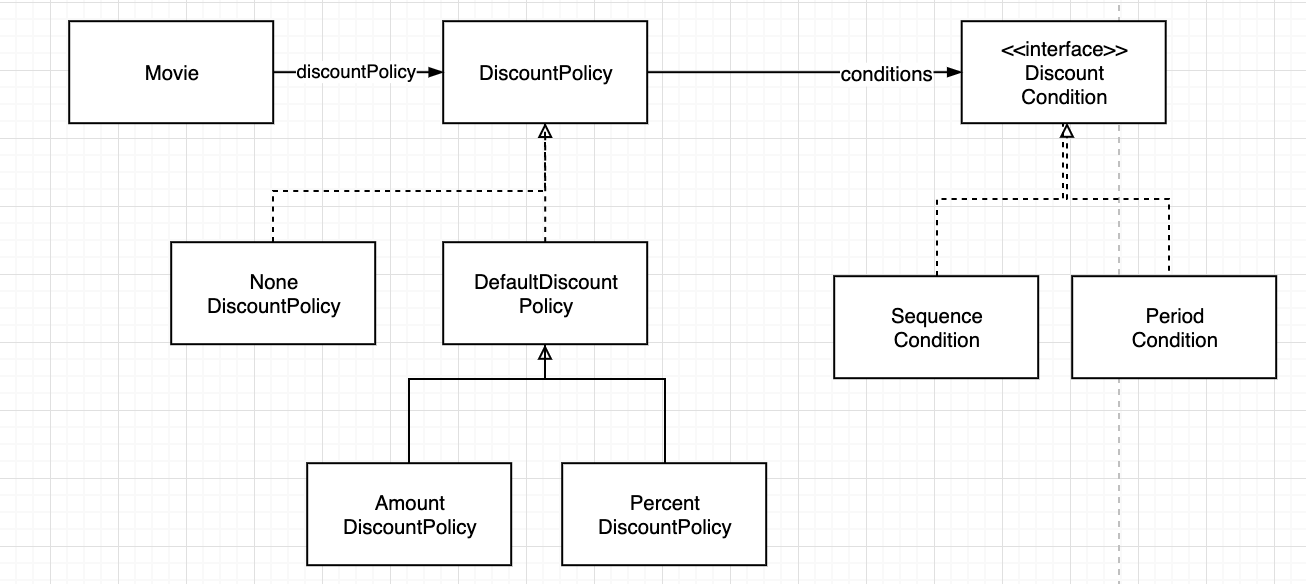 Movie
discountPolicy
DiscountPolicy
conditions
<<interface>>
Discount
Condition
None
DiscountPolicy
DefaultDiscount
Policy
Sequence
Condition
Period
Condition
Amount
DiscountPolicy
Percent
DiscountPolicy